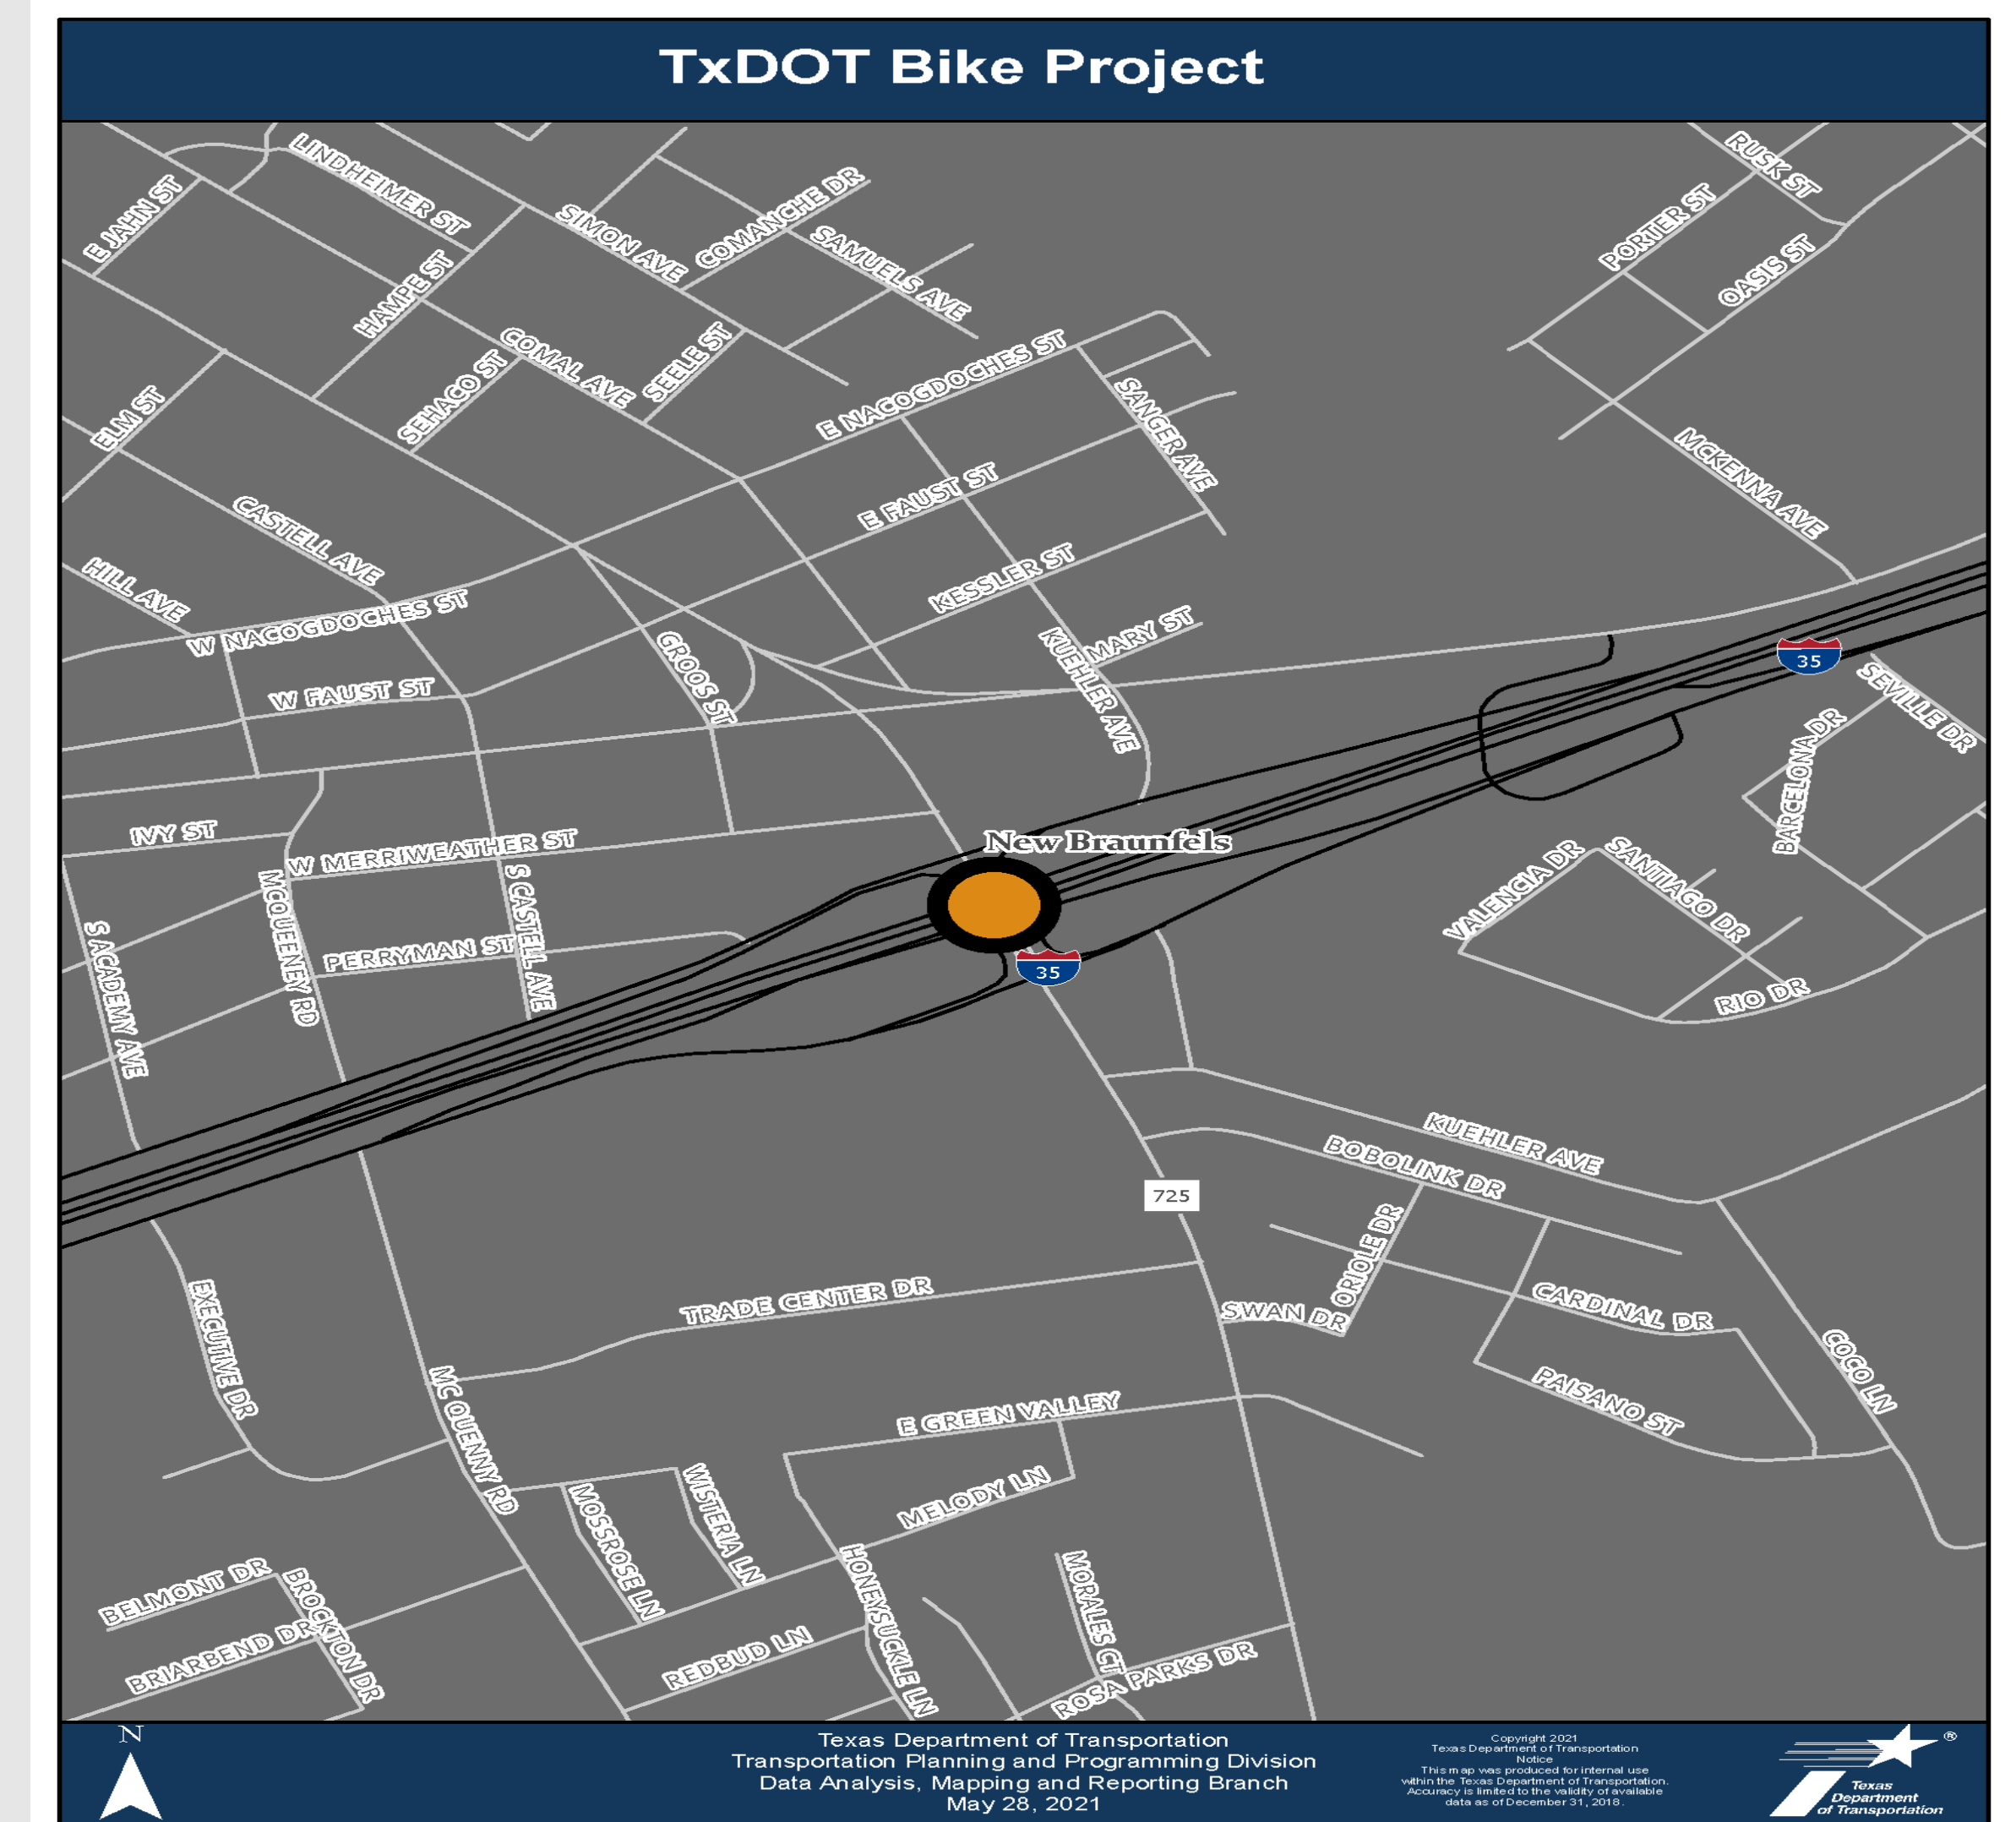 TxDOT Bike Project
RUSK ST
LINDHEIMER ST
E JAHN ST
COMANCHE DR
SIMON AVE
PORTER ST
SAMUELS AVE
OASIS ST
HAMPE ST
COMAL AVE
SEELE ST
E NACOGDOCHES ST
SEHACO ST
ELM ST
SANGER AVE
MCKENNA AVE
E FAUST ST
CASTELL AVE
HILL AVE
KESSLER ST
W NACOGDOCHES ST
MARY ST
KUEHLER AVE
GROOS ST
35
SEVILLE DR
W FAUST ST
BARCELONA DR
IVY ST
W MERRIWEATHER ST
New Braunfels
VALENCIA DR
SANTIAGO DR
MCQUEENEY RD
S CASTELL AVE
S ACADEMY AVE
PERRYMAN ST
35
RIO DR
KUEHLER AVE
BOBOLINK DR
725
ORIOLE DR
EXECUTIVE DR
TRADE CENTER DR
SWAN DR
CARDINAL DR
COCO LN
MC QUENNY RD
PAISANO ST
E GREEN VALLEY
MELODY LN
WISTERIA LN
MOSSROSE LN
HONEYSUCKLE LN
MORALES CT
BELMONT DR
BROCKTON DR
BRIARBEND DR
REDBUD LN
ROSA PARKS DR
N
Texas Department of Transportation
Transportation Planning and Programming Division
Data Analysis, Mapping and Reporting Branch
May 28, 2021
Copyright 2021
Texas Department of Transportation
Notice
This map was produced for internal use
within the Texas Department of Transportation.
Accuracy is limited to the validity of available
data as of December 31, 2018.
®
Texas
Department
of Transportation